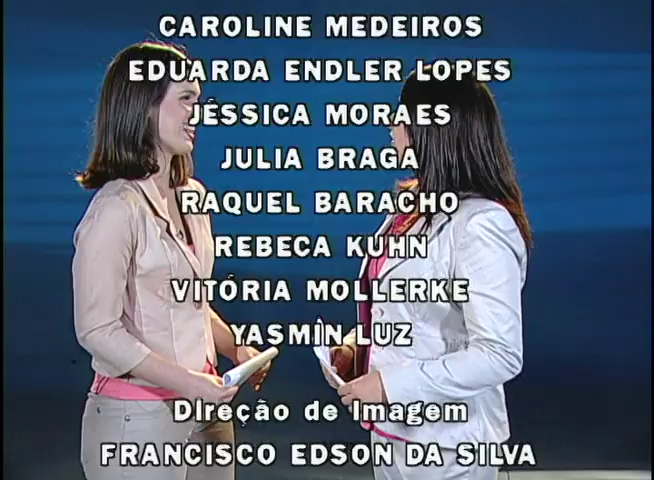 CAROLINE MEDEIROS
EDUARDA ENDLER LOPES
JÉSSICA MORAES
JULIA BRAGA
RAQUEL BARACHO
REBECA KUHN
VITÓRIA MOLLERKE
YASMIN LUZ
Direção de Imagem
FRANCISCO EDSON DA SILVA